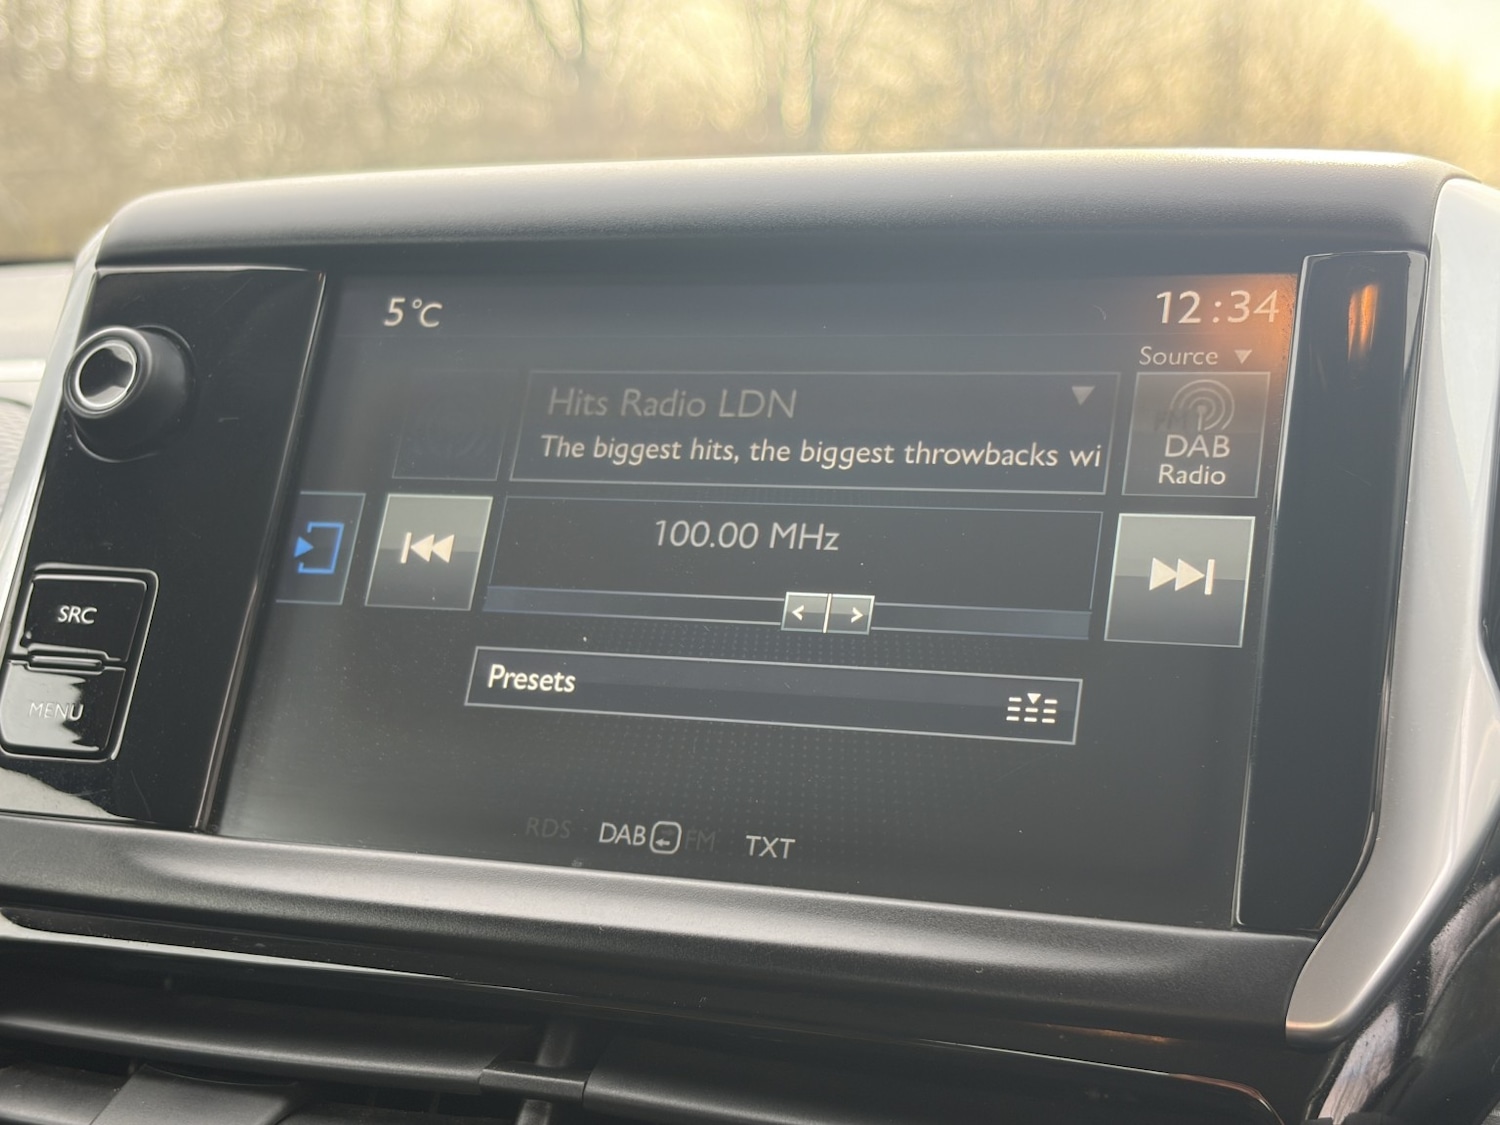 5°C
12:34
Source
Hits Radio LDN
The biggest hits, the biggest throwbacks wi
FM
DAB
Radio
100.00 MHz
SRC
Presets
MENU
RDS DAB FM TXT